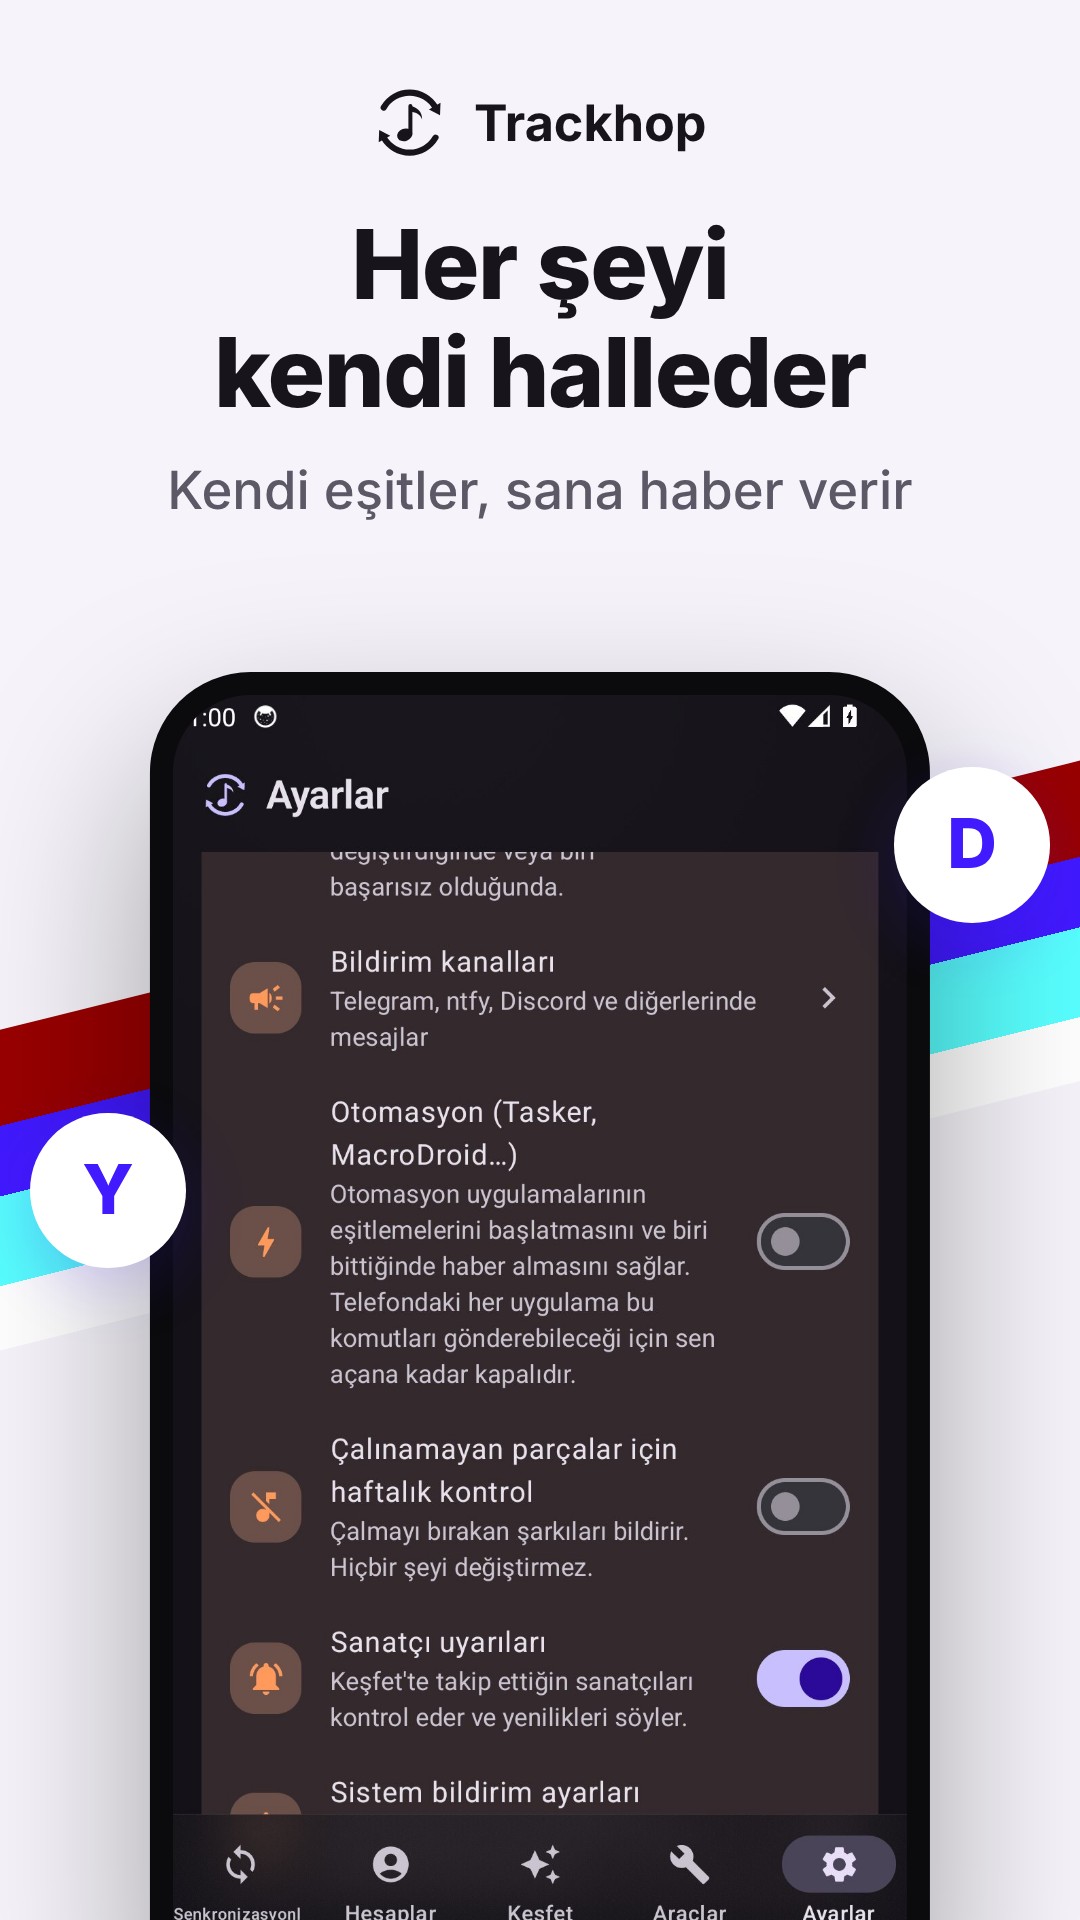 Trackhop
Her şeyi
kendi halleder
Kendi eşitler, sana haber verir
:00
Ayarlar
D
değiştirdiğinde veya biri
başarısız olduğunda.
Bildirim kanalları
Telegram, ntfy, Discord ve diğerlerinde
mesajlar
Otomasyon (Tasker,
MacroDroid…)
Y
Otomasyon uygulamalarının
eşitlemelerini başlatmasını ve biri
bittiğinde haber almasını sağlar.
Telefondaki her uygulama bu
komutları gönderebileceği için sen
açana kadar kapalıdır.
Çalınamayan parçalar için
haftalık kontrol
Çalmayı bırakan şarkıları bildirir.
Hiçbir şeyi değiştirmez.
Sanatçı uyarıları
Keşfet'te takip ettiğin sanatçıları
kontrol eder ve yenilikleri söyler.
Sistem bildirim ayarları
Senkronizasyonl
Hesaplar
Keşfet
Araçlar
Ayarlar